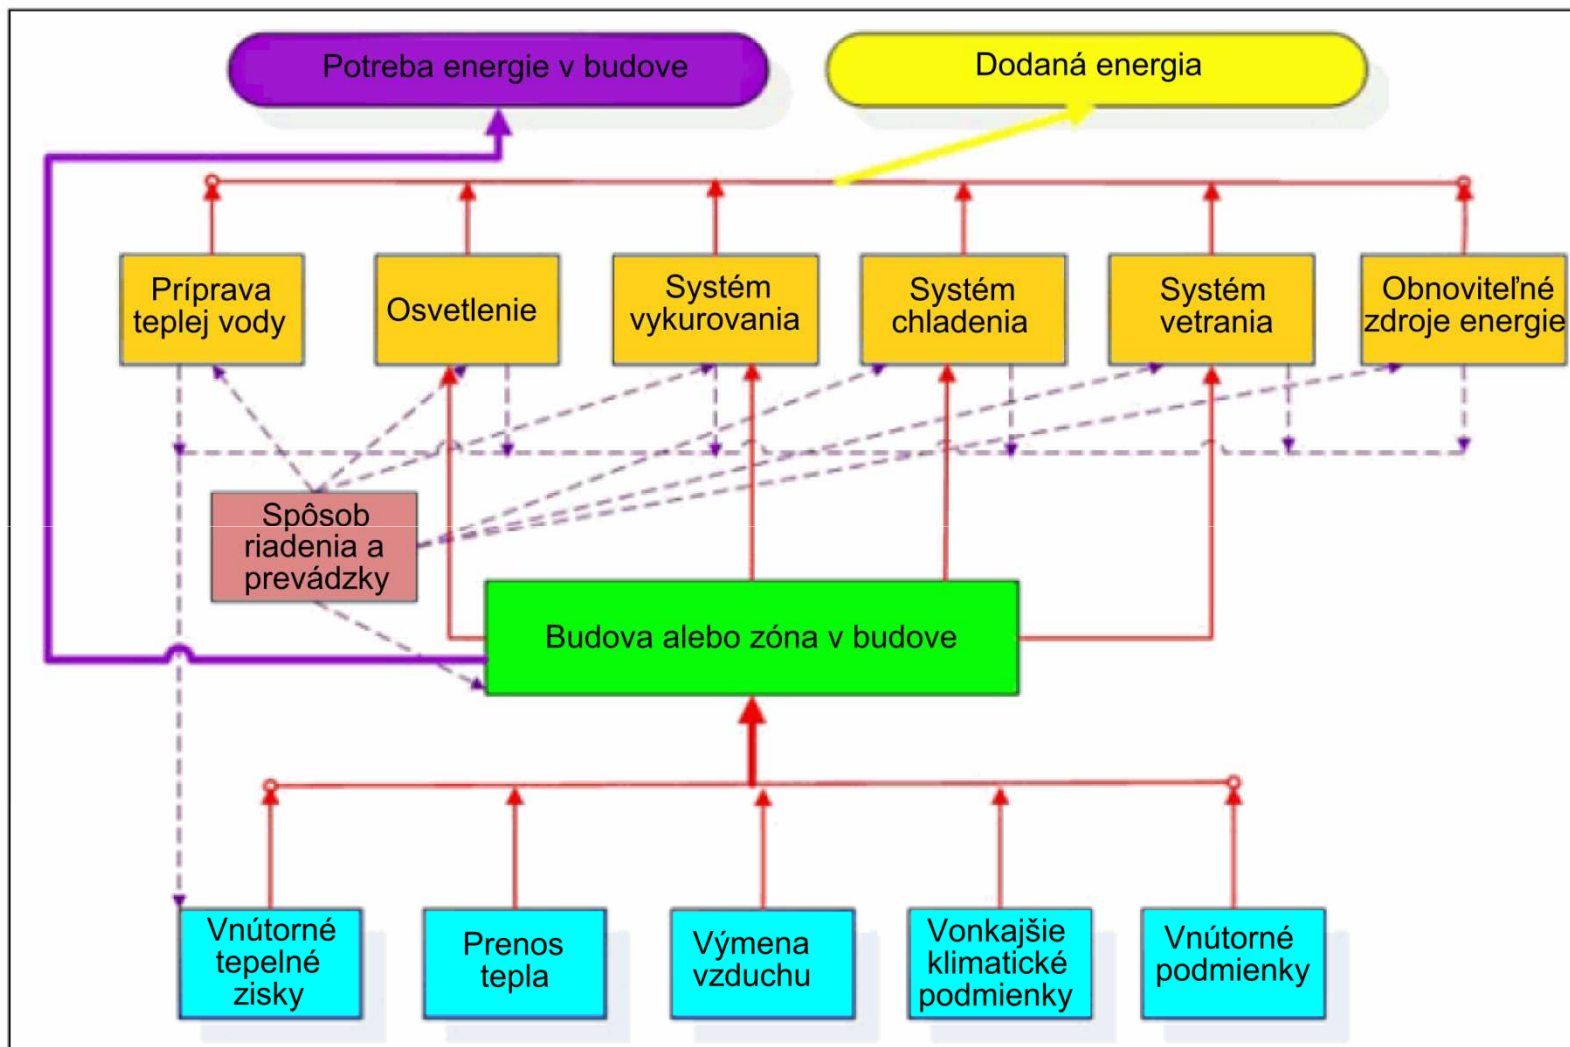 Potreba energie v budove
Dodaná energia
Príprava
teplej vody
Osvetlenie
Systém
vykurovania
Systém
chladenia
Systém
vetrania
Obnoviteľné
zdroje energie
Spôsob
riadenia a
prevádzky
Budova alebo zóna v budove
Vnútorné
tepelné
zisky
Prenos
tepla
Výmena
vzduchu
Vonkajšie
klimatické
podmienky
Vnútorné
podmienky